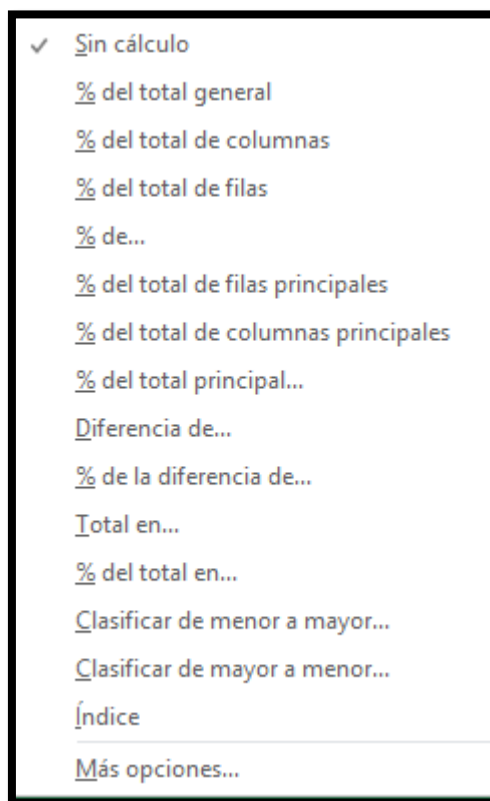 Sin cálculo
% del total general
% del total de columnas
% del total de filas
% de...
% del total de filas principales
% del total de columnas principales
% del total principal...
Diferencia de...
% de la diferencia de...
Total en...
% del total en...
Clasificar de menor a mayor...
Clasificar de mayor a menor...
Índice
Más opciones...